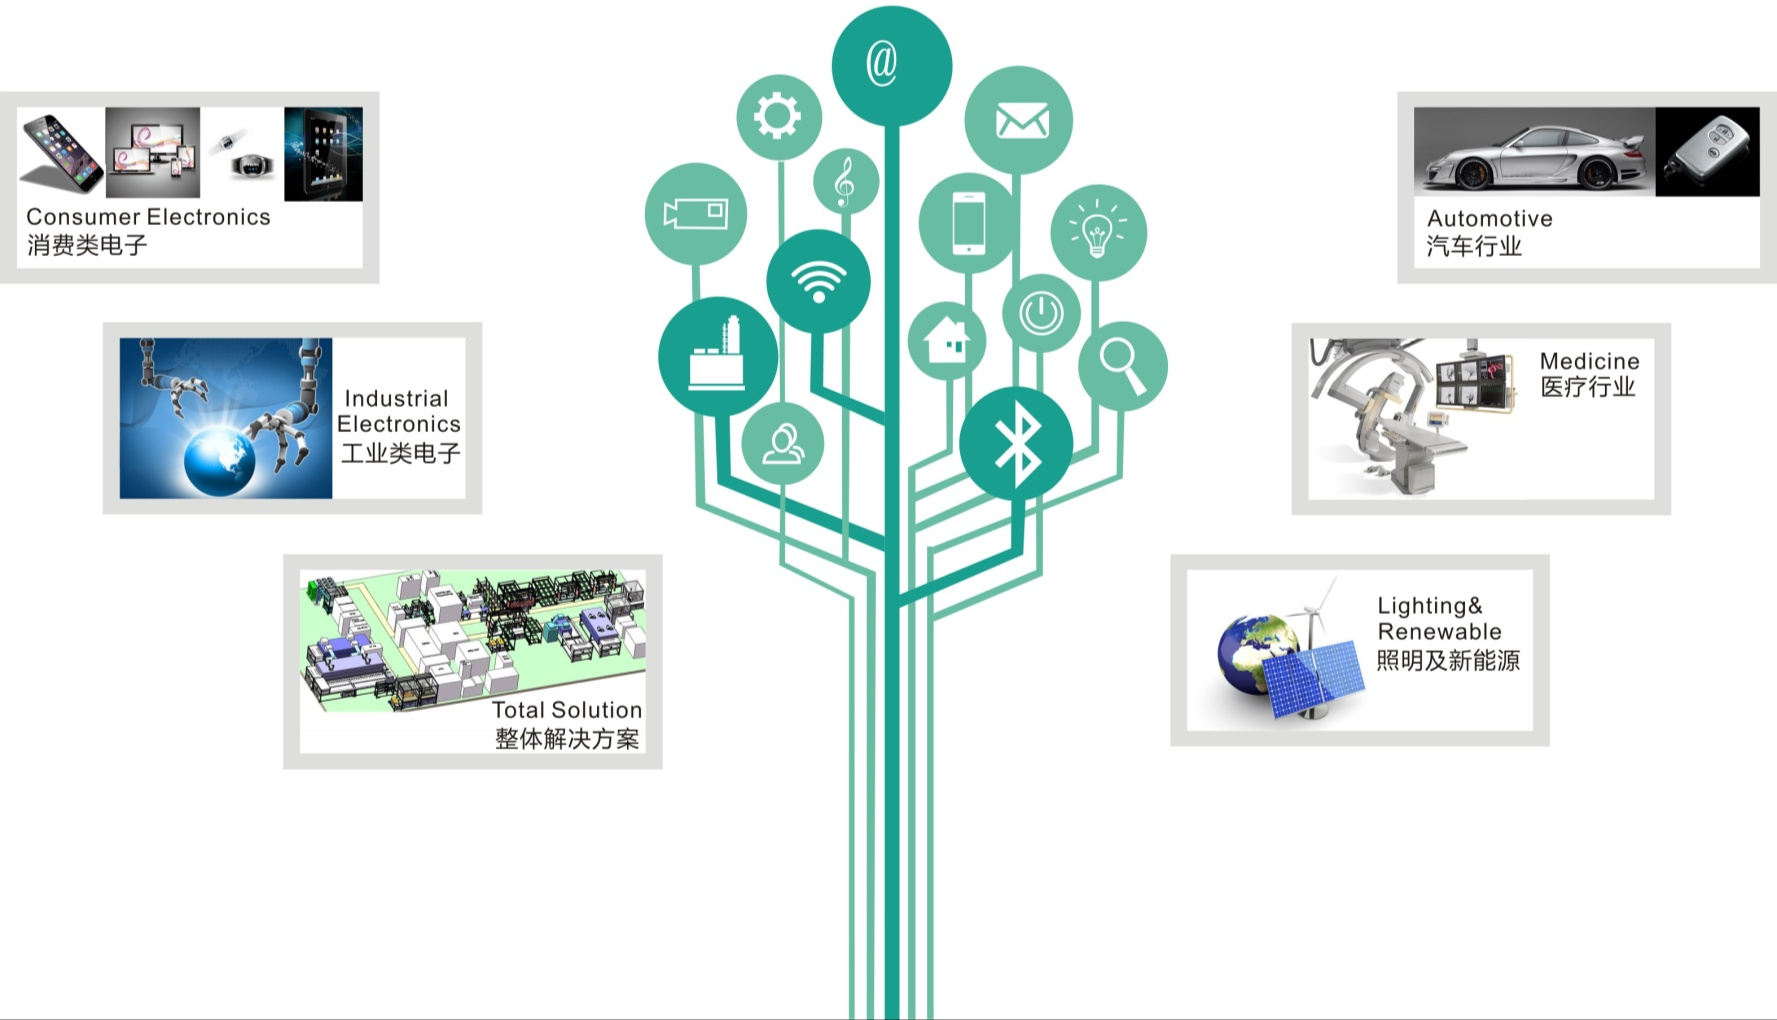 @
Consumer Electronics
消费类电子
Automotive
汽车行业
Industrial
Electronics
工业类电子
Medicine
医疗行业
Total Solution
整体解决方案
Lighting&
Renewable
照明及新能源